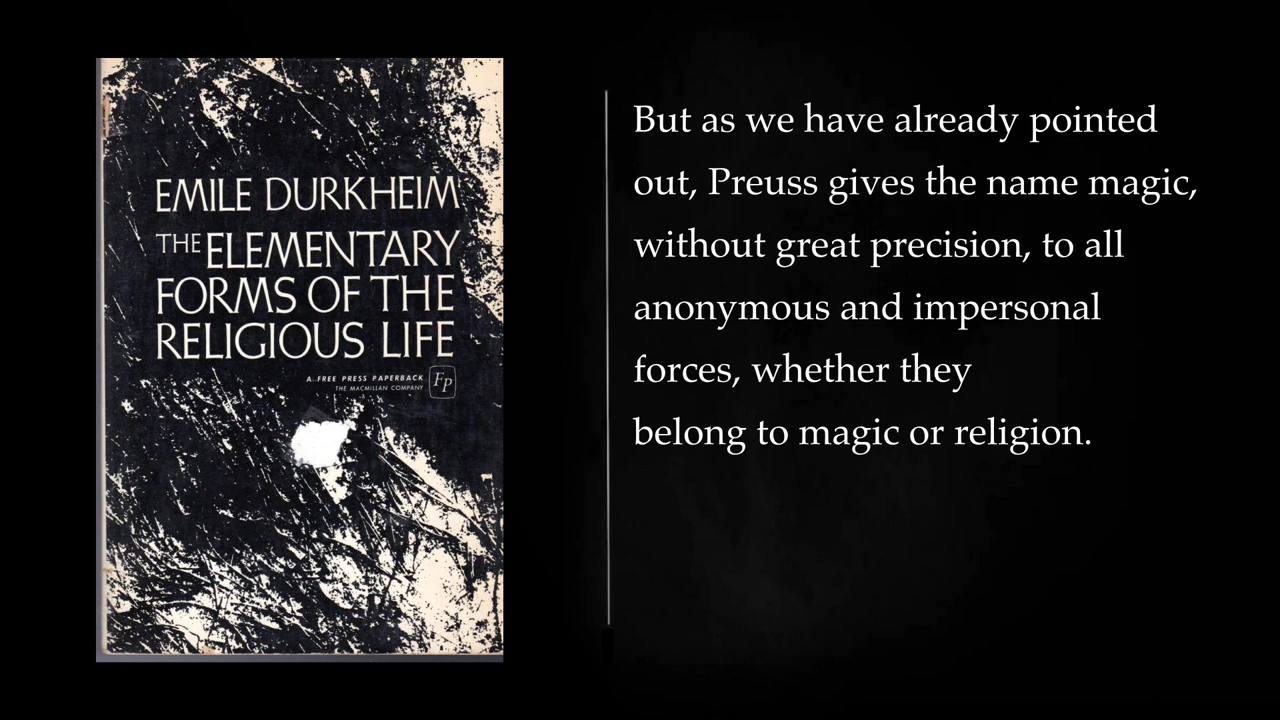 EMILE DURKHEIM
THE ELEMENTARY
FORMS OF THE
RELIGIOUS LIFE
A FREE PRESS PAPERBACK
THE MACMILLAN COMPANY
FP
But as we have already pointed
out, Preuss gives the name magic,
without great precision, to all
anonymous and impersonal
forces, whether they
belong to magic or religion.